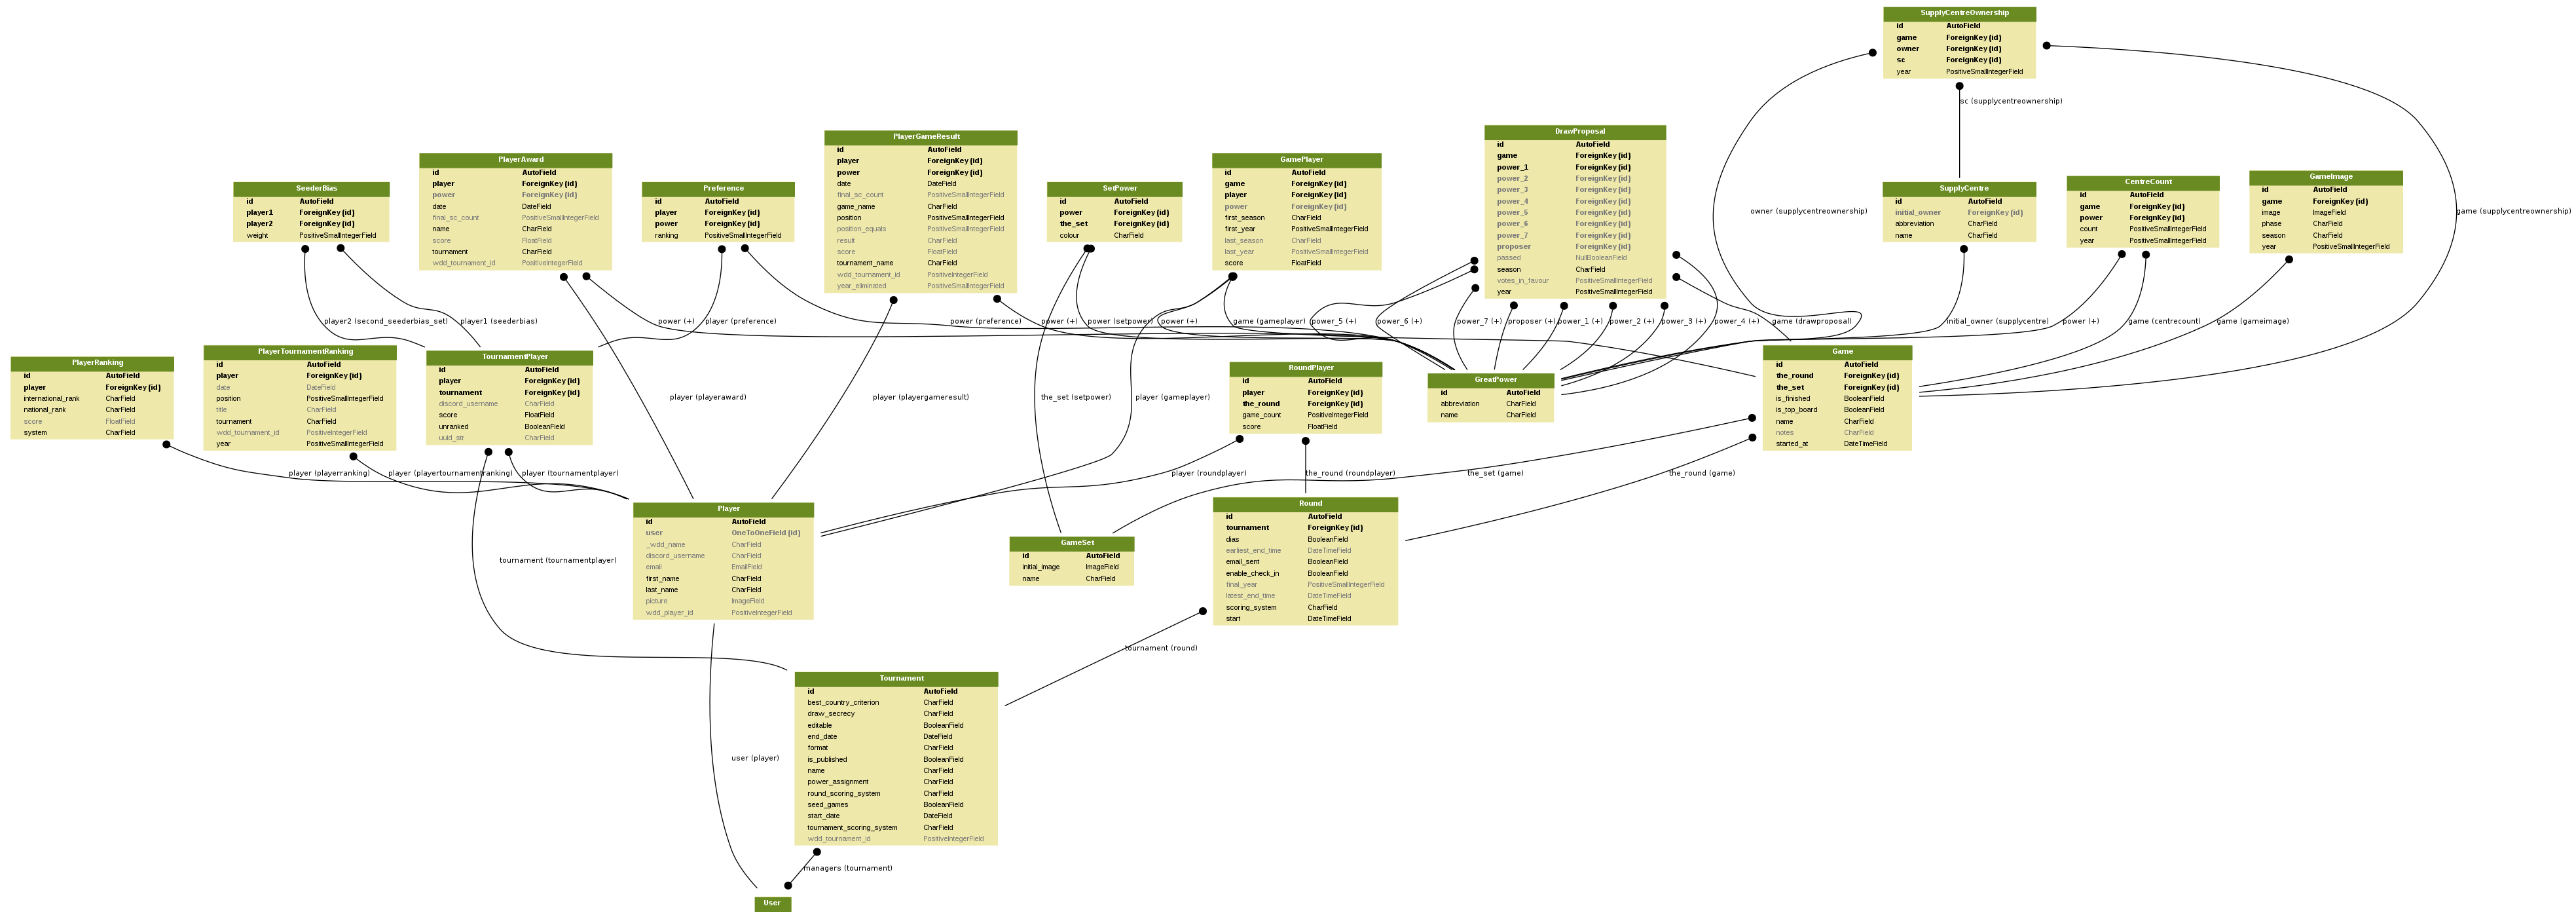 SupplyCentreOwnership
id AutoField
game ForeignKey (id)
owner ForeignKey (id)
sc ForeignKey (id)
year PositiveSmallIntegerField
sc (supplycentreownership)
owner (supplycentreownership)
game (supplycentreownership)
SeederBias
id AutoField
player1 ForeignKey (id)
player2 ForeignKey (id)
weight PositiveSmallIntegerField
PlayerAward
id AutoField
player ForeignKey (id)
power ForeignKey (id)
date DateField
final_sc_count PositiveSmallIntegerField
name CharField
score FloatField
tournament CharField
wdd_tournament_id PositiveIntegerField
Preference
id AutoField
player ForeignKey (id)
power ForeignKey (id)
ranking PositiveSmallIntegerField
PlayerGameResult
id AutoField
player ForeignKey (id)
power ForeignKey (id)
date DateField
final_sc_count PositiveSmallIntegerField
game_name CharField
position PositiveSmallIntegerField
position_equals PositiveSmallIntegerField
result CharField
score FloatField
tournament_name CharField
wdd_tournament_id PositiveIntegerField
year_eliminated PositiveSmallIntegerField
SetPower
id AutoField
power ForeignKey (id)
the_set ForeignKey (id)
colour CharField
GamePlayer
id AutoField
game ForeignKey (id)
player ForeignKey (id)
power ForeignKey (id)
first_season CharField
first_year PositiveSmallIntegerField
last_season CharField
last_year PositiveSmallIntegerField
score FloatField
DrawProposal
id AutoField
game ForeignKey (id)
power_1 ForeignKey (id)
power_2 ForeignKey (id)
power_3 ForeignKey (id)
power_4 ForeignKey (id)
power_5 ForeignKey (id)
power_6 ForeignKey (id)
power_7 ForeignKey (id)
proposer ForeignKey (id)
passed NullBooleanField
season CharField
votes_in_favour PositiveSmallIntegerField
year PositiveSmallIntegerField
SupplyCentre
id AutoField
initial_owner ForeignKey (id)
abbreviation CharField
name CharField
CentreCount
id AutoField
game ForeignKey (id)
power ForeignKey (id)
count PositiveSmallIntegerField
year PositiveSmallIntegerField
GameImage
id AutoField
game ForeignKey (id)
image ImageField
phase CharField
season CharField
year PositiveSmallIntegerField
player2 (second_seederbias_set)
player1 (seederbias)
power (+)
player (preference)
power (preference)
power (+)
power (setpower)
power (+)
game (gameplayer)
power_5 (+)
power_6 (+)
power_7 (+)
proposer (+)
power_1 (+)
power_2 (+)
power_3 (+)
power_4 (+)
game (drawproposal)
initial_owner (supplycentre)
power (+)
game (centrecount)
game (gameimage)
PlayerRanking
id AutoField
player ForeignKey (id)
international_rank CharField
national_rank CharField
score FloatField
system CharField
PlayerTournamentRanking
id AutoField
player ForeignKey (id)
date DateField
position PositiveSmallIntegerField
title CharField
tournament CharField
wdd_tournament_id PositiveIntegerField
year PositiveSmallIntegerField
TournamentPlayer
id AutoField
player ForeignKey (id)
tournament ForeignKey (id)
discord_username CharField
score FloatField
unranked BooleanField
uuid_str CharField
player (playeraward)
player (playergameresult)
the_set (setpower)
player (gameplayer)
RoundPlayer
id AutoField
player ForeignKey (id)
the_round ForeignKey (id)
game_count PositiveIntegerField
score FloatField
GreatPower
id AutoField
abbreviation CharField
name CharField
Game
id AutoField
the_round ForeignKey (id)
the_set ForeignKey (id)
is_finished BooleanField
is_top_board BooleanField
name CharField
notes CharField
started_at DateTimeField
player (playerranking)
player (playertournamentranking)
player (tournamentplayer)
player (roundplayer)
the_round (roundplayer)
the_set (game)
the_round (game)
Player
id AutoField
user OneToOneField (id)
_wdd_name CharField
discord_username CharField
email EmailField
first_name CharField
last_name CharField
picture ImageField
wdd_player_id PositiveIntegerField
GameSet
id AutoField
initial_image ImageField
name CharField
Round
id AutoField
tournament ForeignKey (id)
dias BooleanField
earliest_end_time DateTimeField
email_sent BooleanField
enable_check_in BooleanField
final_year PositiveSmallIntegerField
latest_end_time DateTimeField
scoring_system CharField
start DateTimeField
tournament (tournamentplayer)
tournament (round)
Tournament
id AutoField
best_country_criterion CharField
draw_secrecy CharField
editable BooleanField
end_date DateField
format CharField
is_published BooleanField
name CharField
power_assignment CharField
round_scoring_system CharField
seed_games BooleanField
start_date DateField
tournament_scoring_system CharField
wdd_tournament_id PositiveIntegerField
user (player)
managers (tournament)
User